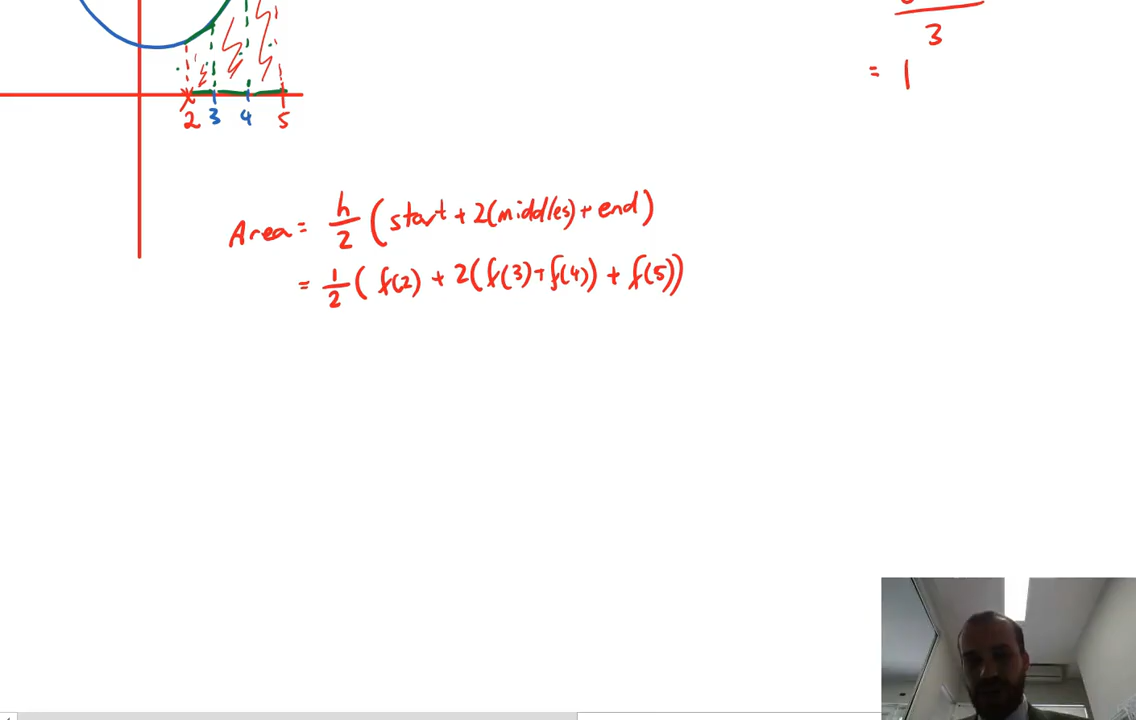 3
= 1
2 3 4 5
Area = h/2 (start + 2(middles) + end)
= 1/2 ( f(2) + 2(f(3) + f(4)) + f(5))